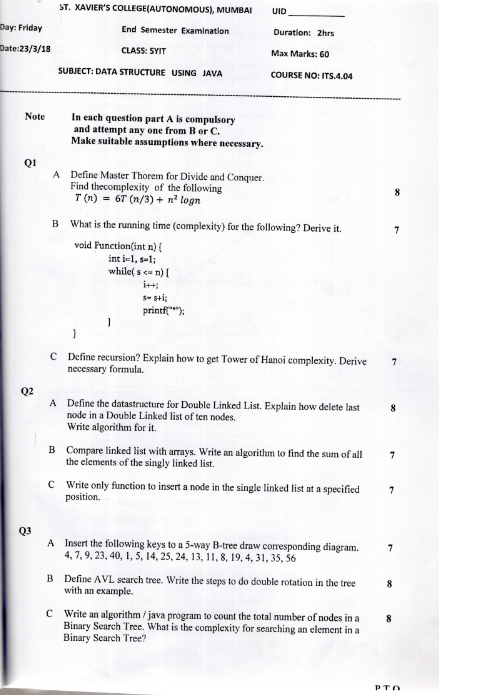 ST. XAVIER'S COLLEGE(AUTONOMOUS), MUMBAI UID
Day: Friday End Semester Examination Duration: 2hrs
Date:23/3/18 CLASS: SYIT Max Marks: 60
SUBJECT: DATA STRUCTURE USING JAVA COURSE NO: ITS.4.04
Note In each question part A is compulsory
and attempt any one from B or C.
Make suitable assumptions where necessary.
Q1
A Define Master Thorem for Divide and Conquer.
Find thecomplexity of the following 8
T (n) = 6T (n/3) + n² logn
B What is the running time (complexity) for the following? Derive it. 7
void Function(int n) {
int i=1, s=1;
while( s <= n) {
i++;
s= s+i;
printf("*");
}
}
C Define recursion? Explain how to get Tower of Hanoi complexity. Derive 7
necessary formula.
Q2
A Define the datastructure for Double Linked List. Explain how delete last 8
node in a Double Linked list of ten nodes.
Write algorithm for it.
B Compare linked list with arrays. Write an algorithm to find the sum of all 7
the elements of the singly linked list.
C Write only function to insert a node in the single linked list at a specified 7
position.
Q3
A Insert the following keys to a 5-way B-tree draw corresponding diagram. 7
4, 7, 9, 23, 40, 1, 5, 14, 25, 24, 13, 11, 8, 19, 4, 31, 35, 56
B Define AVL search tree. Write the steps to do double rotation in the tree 8
with an example.
C Write an algorithm / java program to count the total number of nodes in a 8
Binary Search Tree. What is the complexity for searching an element in a
Binary Search Tree?
P T O